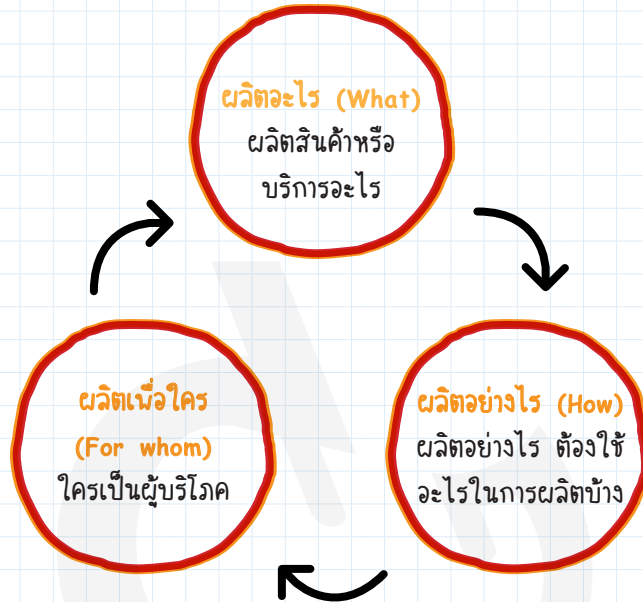 ผลิตอะไร (What)
ผลิตสินค้าหรือ
บริการอะไร
ผลิตเพื่อใคร
(For whom)
ใครเป็นผู้บริโภค
ผลิตอย่างไร (How)
ผลิตอย่างไร ต้องใช้
อะไรในการผลิตบ้าง